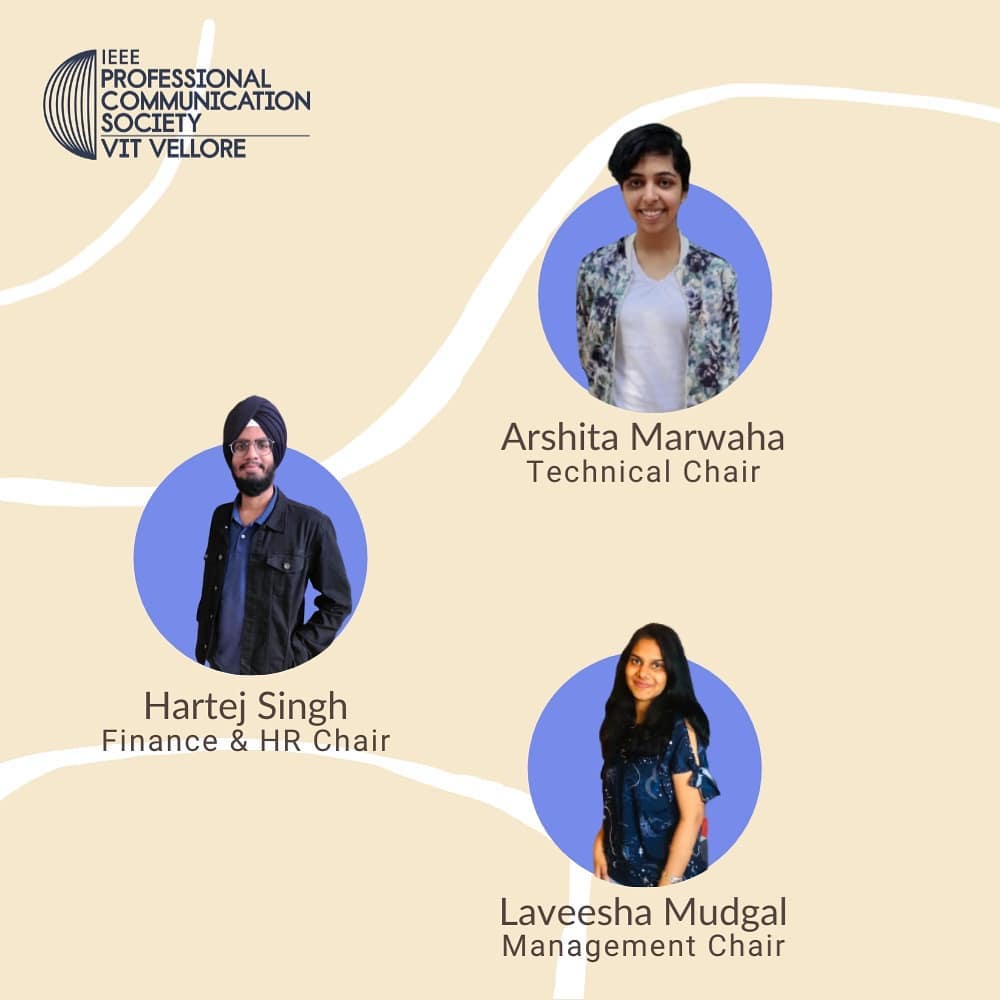 IEEE
PROFESSIONAL
COMMUNICATION
SOCIETY
VIT VELLORE
Arshita Marwaha
Technical Chair
Hartej Singh
Finance & HR Chair
Laveesha Mudgal
Management Chair